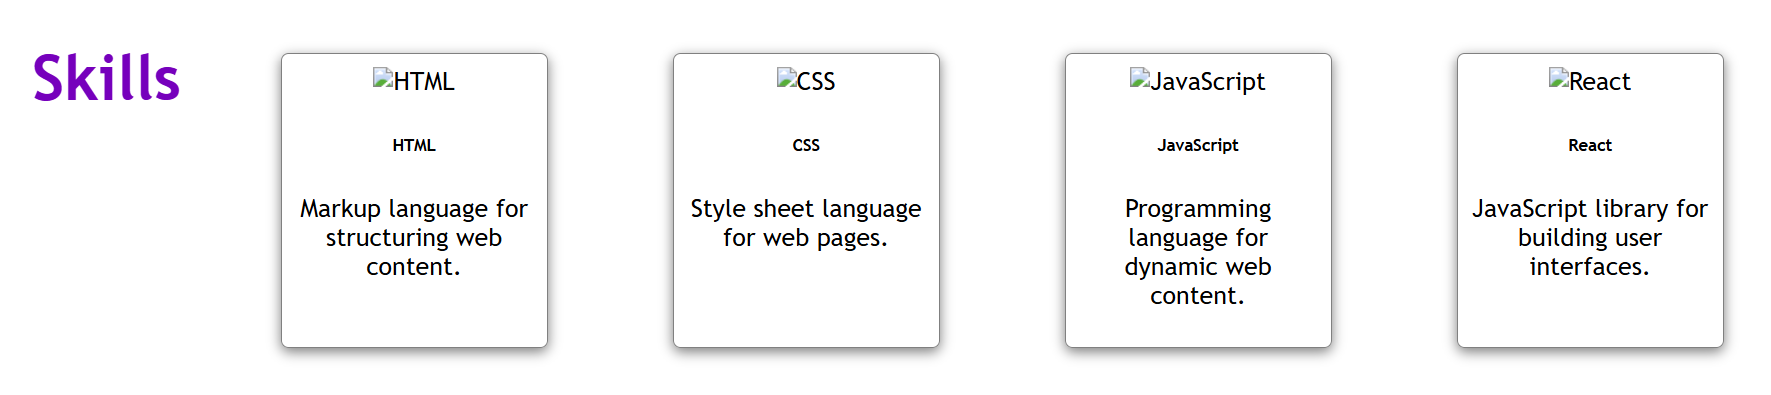 Skills
HTML
HTML
Markup language for
structuring web
content.
CSS
CSS
Style sheet language
for web pages.
JavaScript
JavaScript
Programming
language for
dynamic web
content.
React
React
JavaScript library for
building user
interfaces.